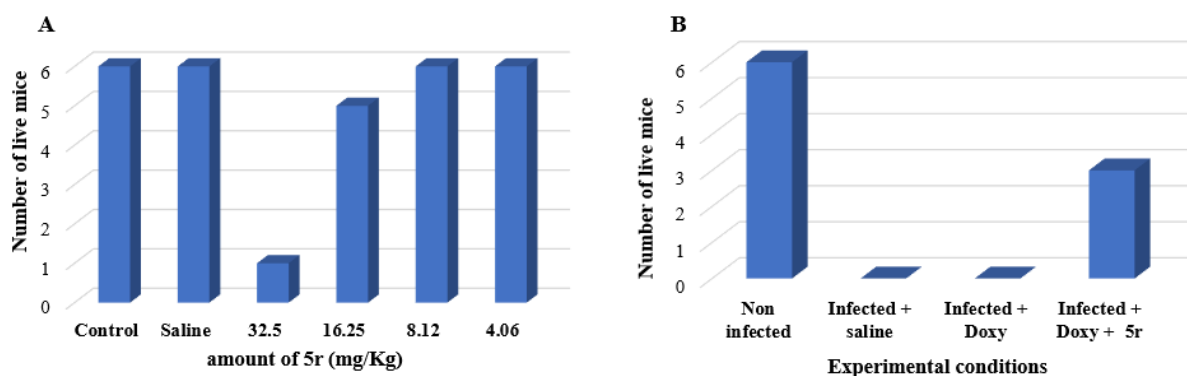 A
Number of live mice
6
5
4
3
2
1
0
Control Saline 32.5 16.25 8.12 4.06
amount of 5r (mg/Kg)
B
Number of live mice
6
5
4
3
2
1
0
Non infected
Infected + saline
Infected + Doxy
Infected + Doxy + 5r
Experimental conditions